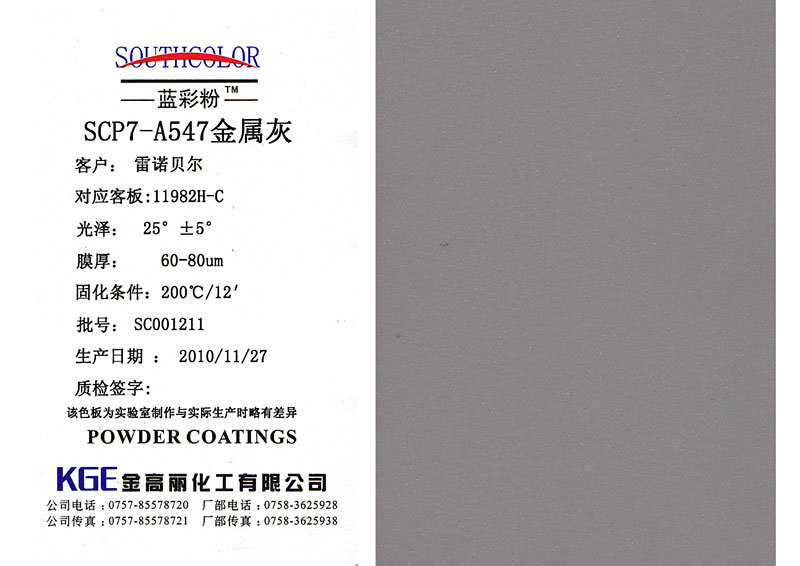 SOUTHCOLOR
蓝彩粉™
SCP7-A547金属灰
客户: 雷诺贝尔
对应客板:11982H-C
光泽: 25° ±5°
膜厚: 60-80um
固化条件: 200℃/12′
批号: SC001211
生产日期 : 2010/11/27
质检签字:
该色板为实验室制作与实际生产时略有差异
POWDER COATINGS
KGE 金高丽化工有限公司
公司电话:0757-85578720 厂部电话:0758-3625928
公司传真:0757-85578721 厂部传真:0758-3625938